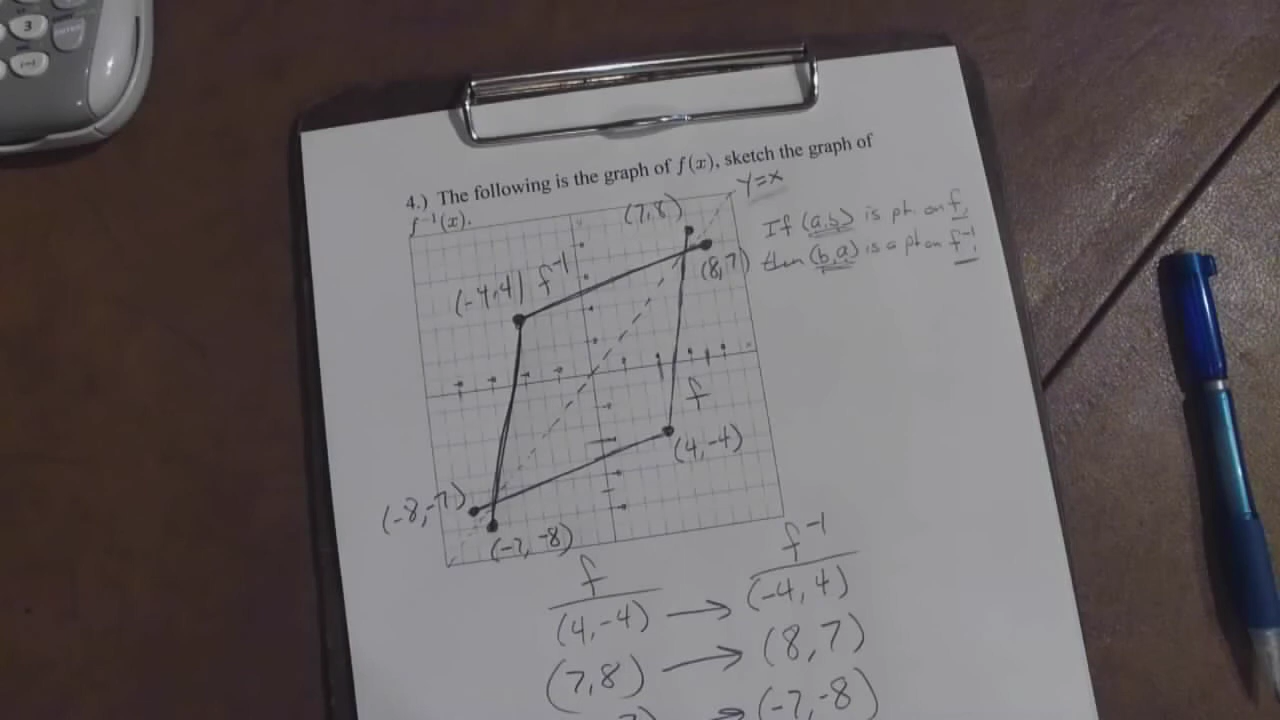 3
(−)
4.) The following is the graph of f(x), sketch the graph of
f⁻¹(x).
y=x
(7,8)
If (a,b) is pt. on f,
then (b,a) is a pt on f⁻¹.
(-4,4) f⁻¹
(8,7)
f
(4,-4)
(-8,-7)
(-7,-8)
f f⁻¹
(4,-4) → (-4,4)
(7,8) → (8,7)
→ (-7,-8)